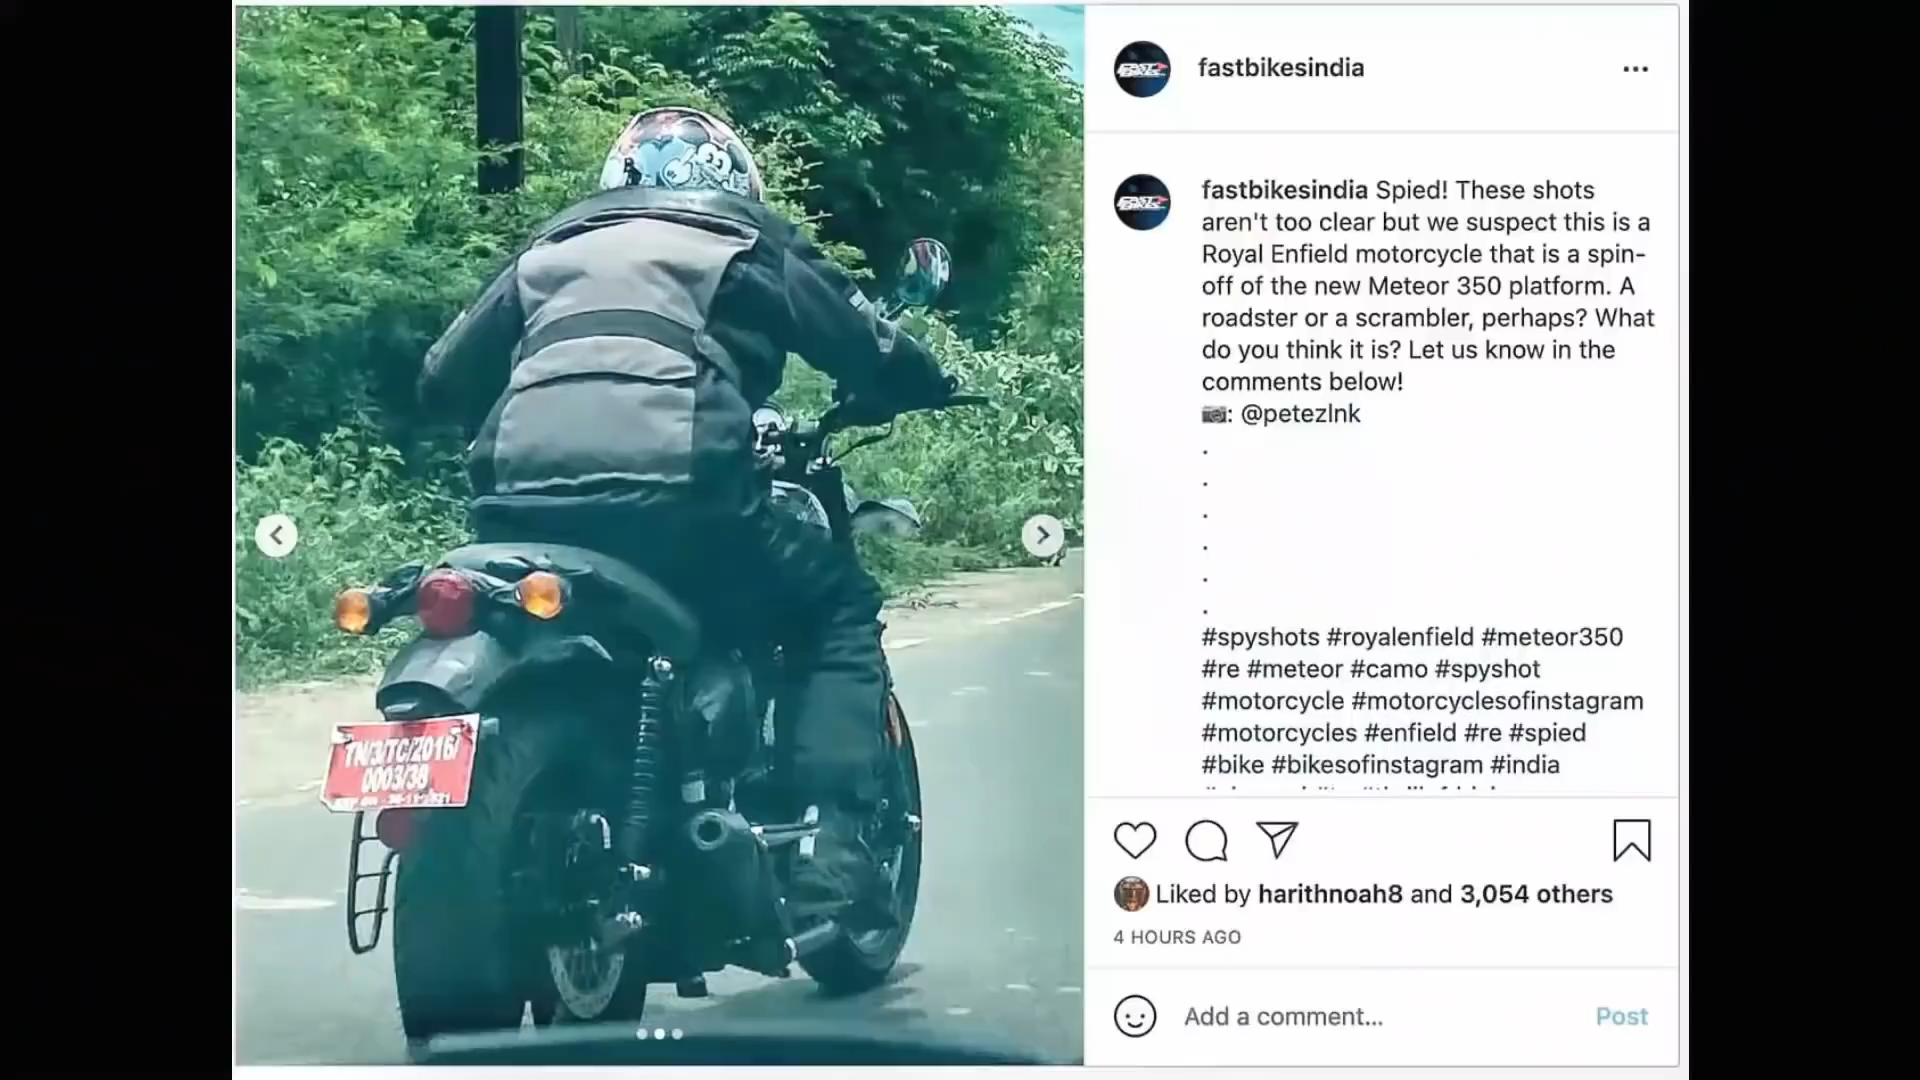 fastbikesindia
fastbikesindia Spied! These shots
aren't too clear but we suspect this is a
Royal Enfield motorcycle that is a spin-
off of the new Meteor 350 platform. A
roadster or a scrambler, perhaps? What
do you think it is? Let us know in the
comments below!
📷: @petezlnk
.
.
.
.
.
.
#spyshots #royalenfield #meteor350
#re #meteor #camo #spyshot
#motorcycle #motorcyclesofinstagram
#motorcycles #enfield #re #spied
#bike #bikesofinstagram #india
Liked by harithnoah8 and 3,054 others
4 HOURS AGO
Add a comment... Post
TN/3/TC/2016/
0003/38